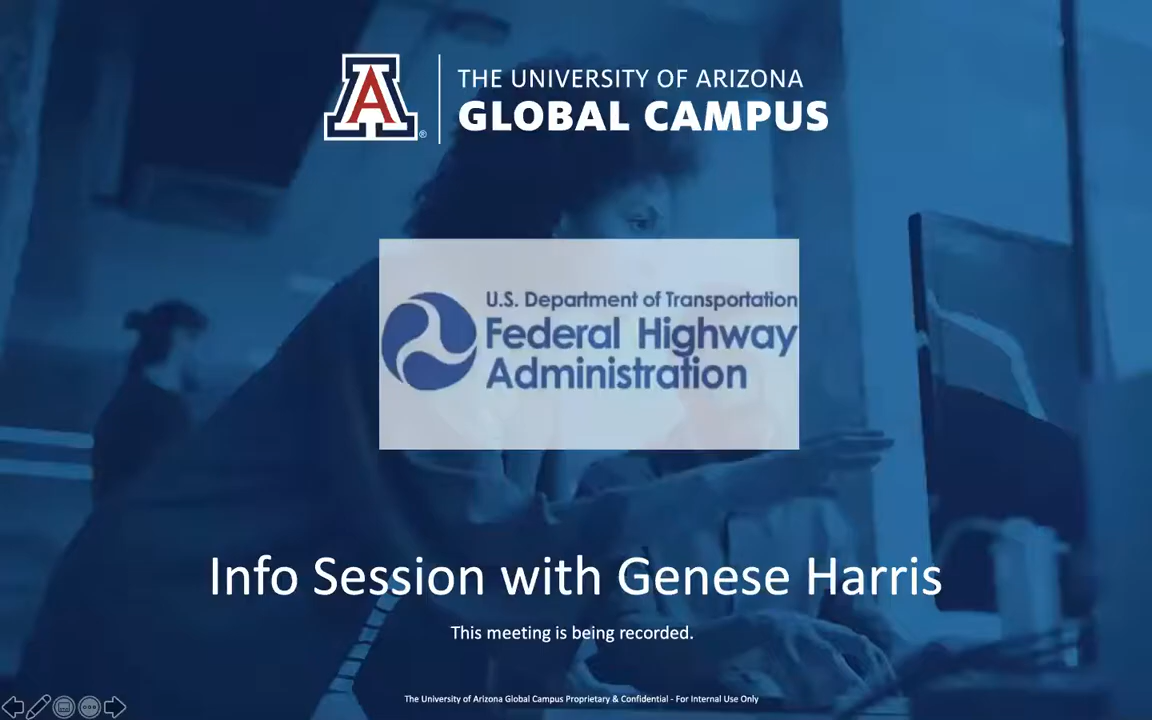 A
®
THE UNIVERSITY OF ARIZONA
GLOBAL CAMPUS
U.S. Department of Transportation
Federal Highway
Administration
Info Session with Genese Harris
This meeting is being recorded.
The University of Arizona Global Campus Proprietary & Confidential - For Internal Use Only